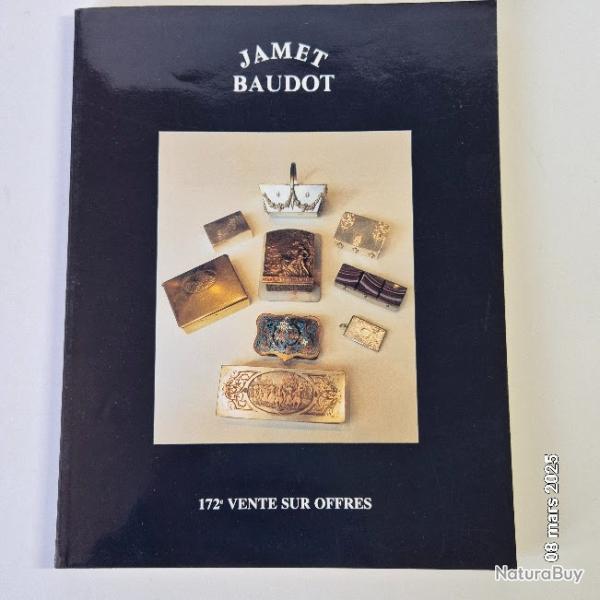 JAMET
BAUDOT
172e VENTE SUR OFFRES
08 mars 2025
NaturaBuy